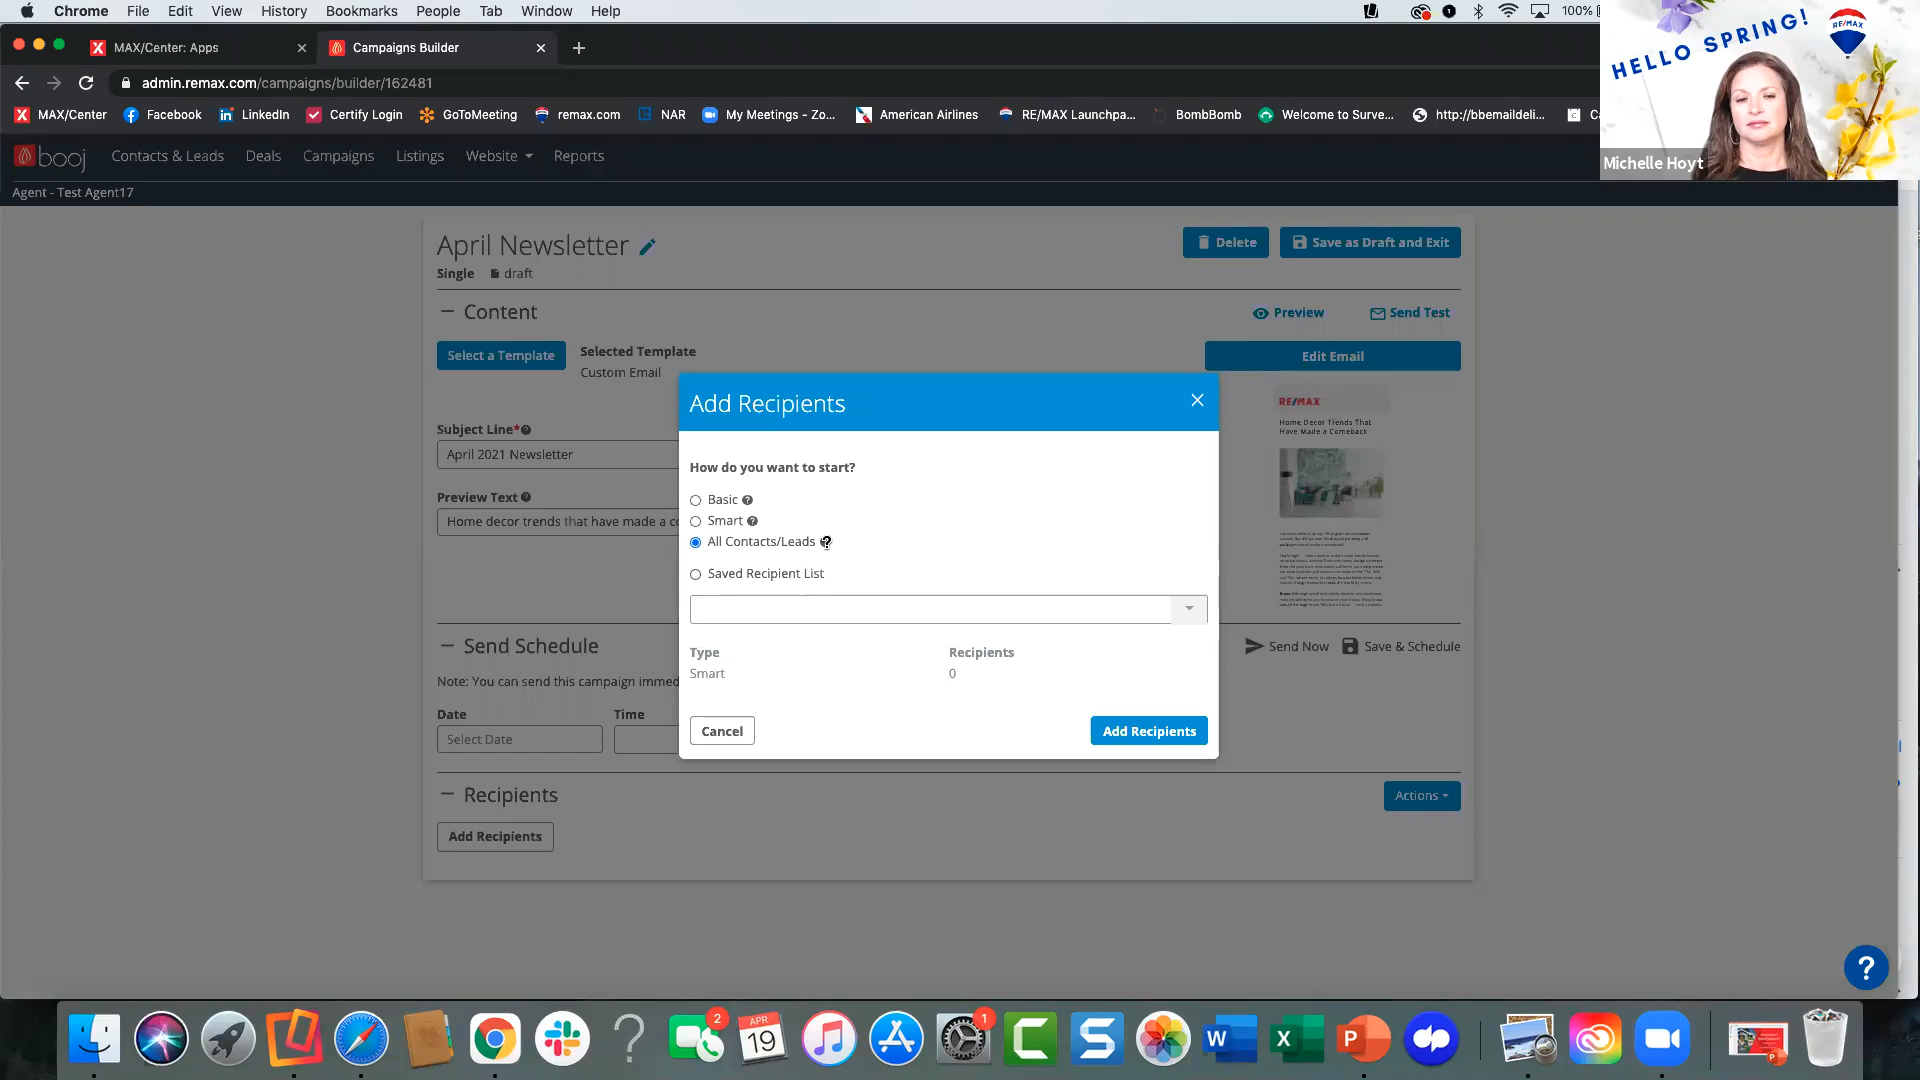 Chrome File Edit View History Bookmarks People Tab Window Help
100%
MAX/Center: Apps
Campaigns Builder
admin.remax.com/campaigns/builder/162481
MAX/Center Facebook LinkedIn Certify Login GoToMeeting remax.com NAR My Meetings - Zo... American Airlines RE/MAX Launchpa... BombBomb Welcome to Surve... http://bbemaildeli...
HELLO SPRING!
RE/MAX
Michelle Hoyt
booj Contacts & Leads Deals Campaigns Listings Website Reports
Agent - Test Agent17
April Newsletter
Delete
Save as Draft and Exit
Single draft
Content
Preview
Send Test
Select a Template
Selected Template
Custom Email
Edit Email
RE/MAX
Home Decor Trends That
Have Made a Comeback
Subject Line*
April 2021 Newsletter
Preview Text
Home decor trends that have made a co
Add Recipients
How do you want to start?
Basic
Smart
All Contacts/Leads
Saved Recipient List
Type
Smart
Recipients
0
Cancel
Add Recipients
Send Schedule
Send Now
Save & Schedule
Note: You can send this campaign immed
Date
Select Date
Time
Recipients
Actions
Add Recipients
?
2
APR
19
1